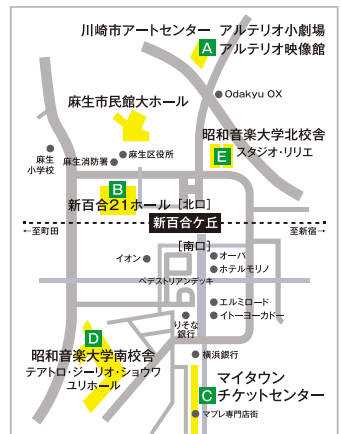 川崎市アートセンター アルテリオ小劇場
A アルテリオ映像館
Odakyu OX
麻生市民館大ホール
昭和音楽大学北校舎
E スタジオ・リリエ
麻生
小学校
麻生消防署
麻生区役所
B
新百合21ホール
[北口]
←至町田
新百合ケ丘
至新宿→
[南口]
イオン
オーパ
ホテルモリノ
ペデストリアンデッキ
エルミロード
イトーヨーカドー
りそな
銀行
D
昭和音楽大学南校舎
テアトロ・ジーリオ・ショウワ
ユリホール
横浜銀行
マイタウン
C チケットセンター
マプレ専門店街